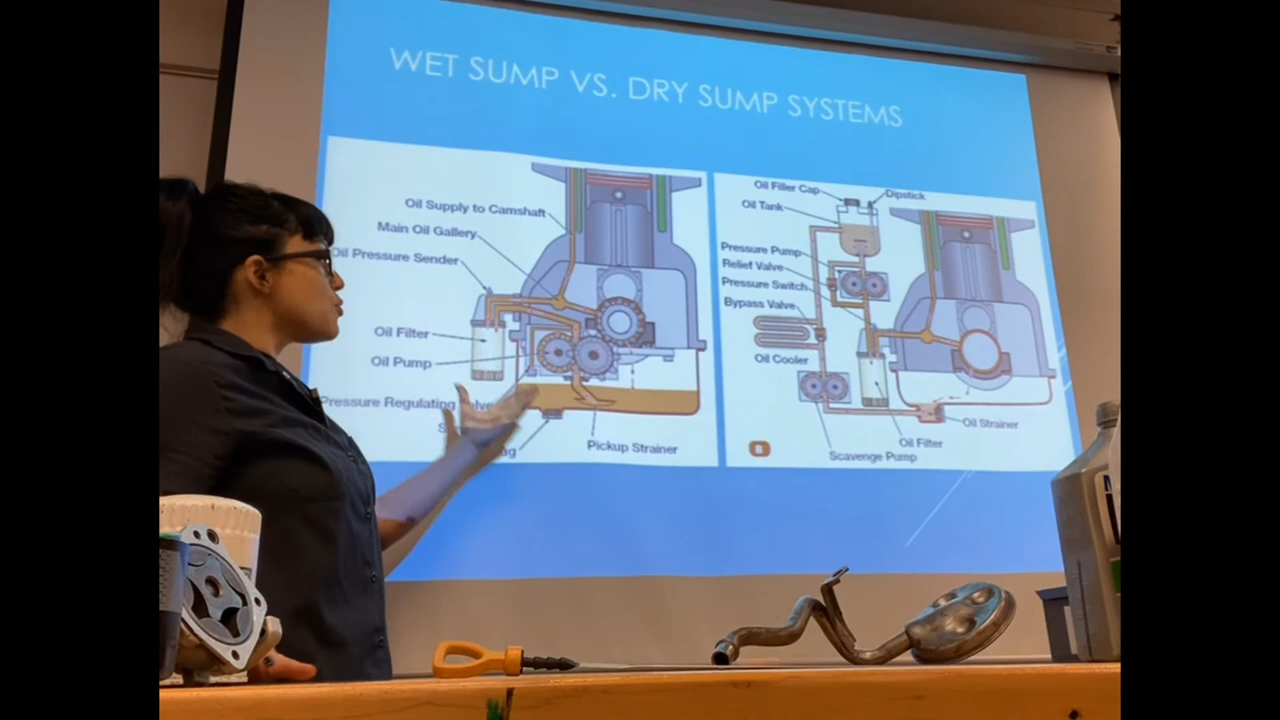 WET SUMP VS. DRY SUMP SYSTEMS
Oil Supply to Camshaft
Main Oil Gallery
Oil Pressure Sender
Oil Filter
Oil Pump
Pressure Regulating
Pickup Strainer
Oil Filler Cap
Dipstick
Oil Tank
Pressure Pump
Relief Valve
Pressure Switch
Bypass Valve
Oil Cooler
Oil Strainer
Oil Filter
Scavenge Pump
B